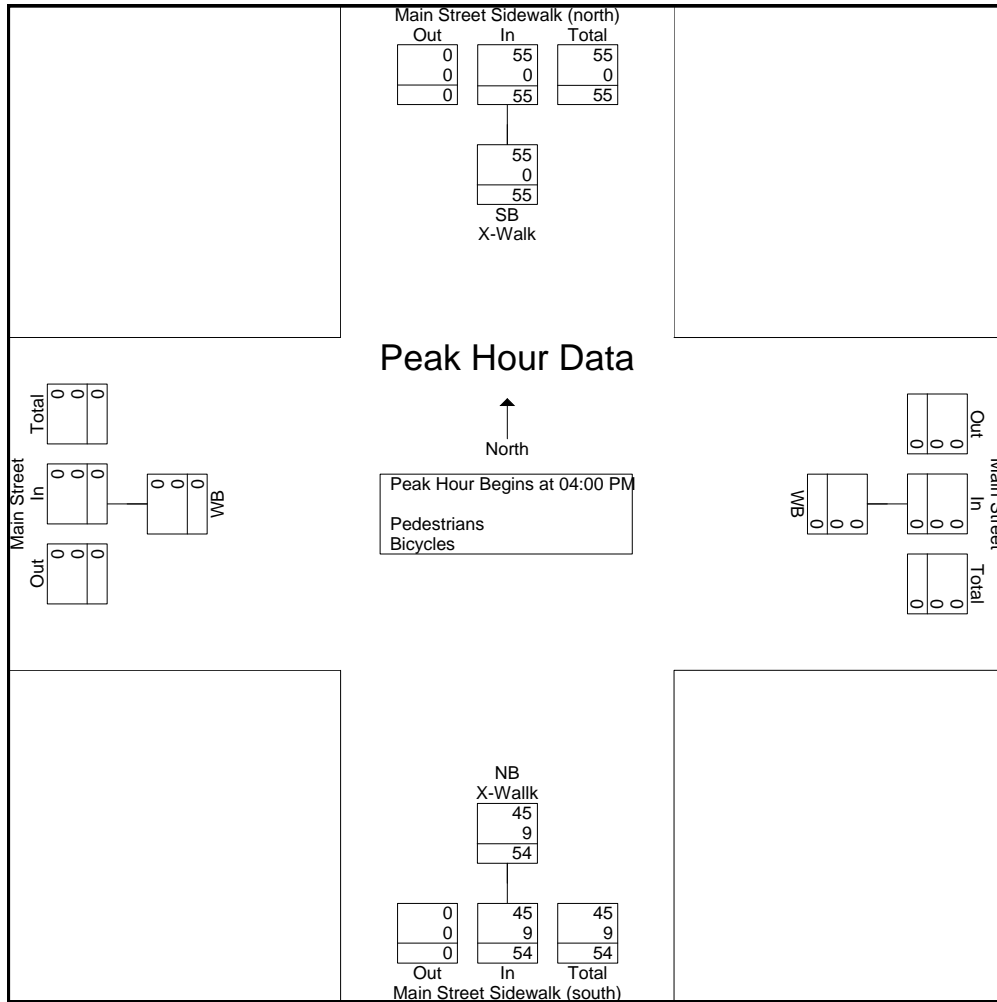 Main Street Sidewalk (north)
Out In Total
0 55 55
0 0 0
0 55 55
55
0
55
SB
X-Walk
Peak Hour Data
North
Peak Hour Begins at 04:00 PM
Pedestrians
Bicycles
Main Street
Out In Total
0 0 0
0 0 0
0 0 0
0
0
0
WB
Main Street
Out In Total
0 0 0
0 0 0
0 0 0
0
0
0
WB
NB
X-Wallk
45
9
54
0 45 45
0 9 9
0 54 54
Out In Total
Main Street Sidewalk (south)